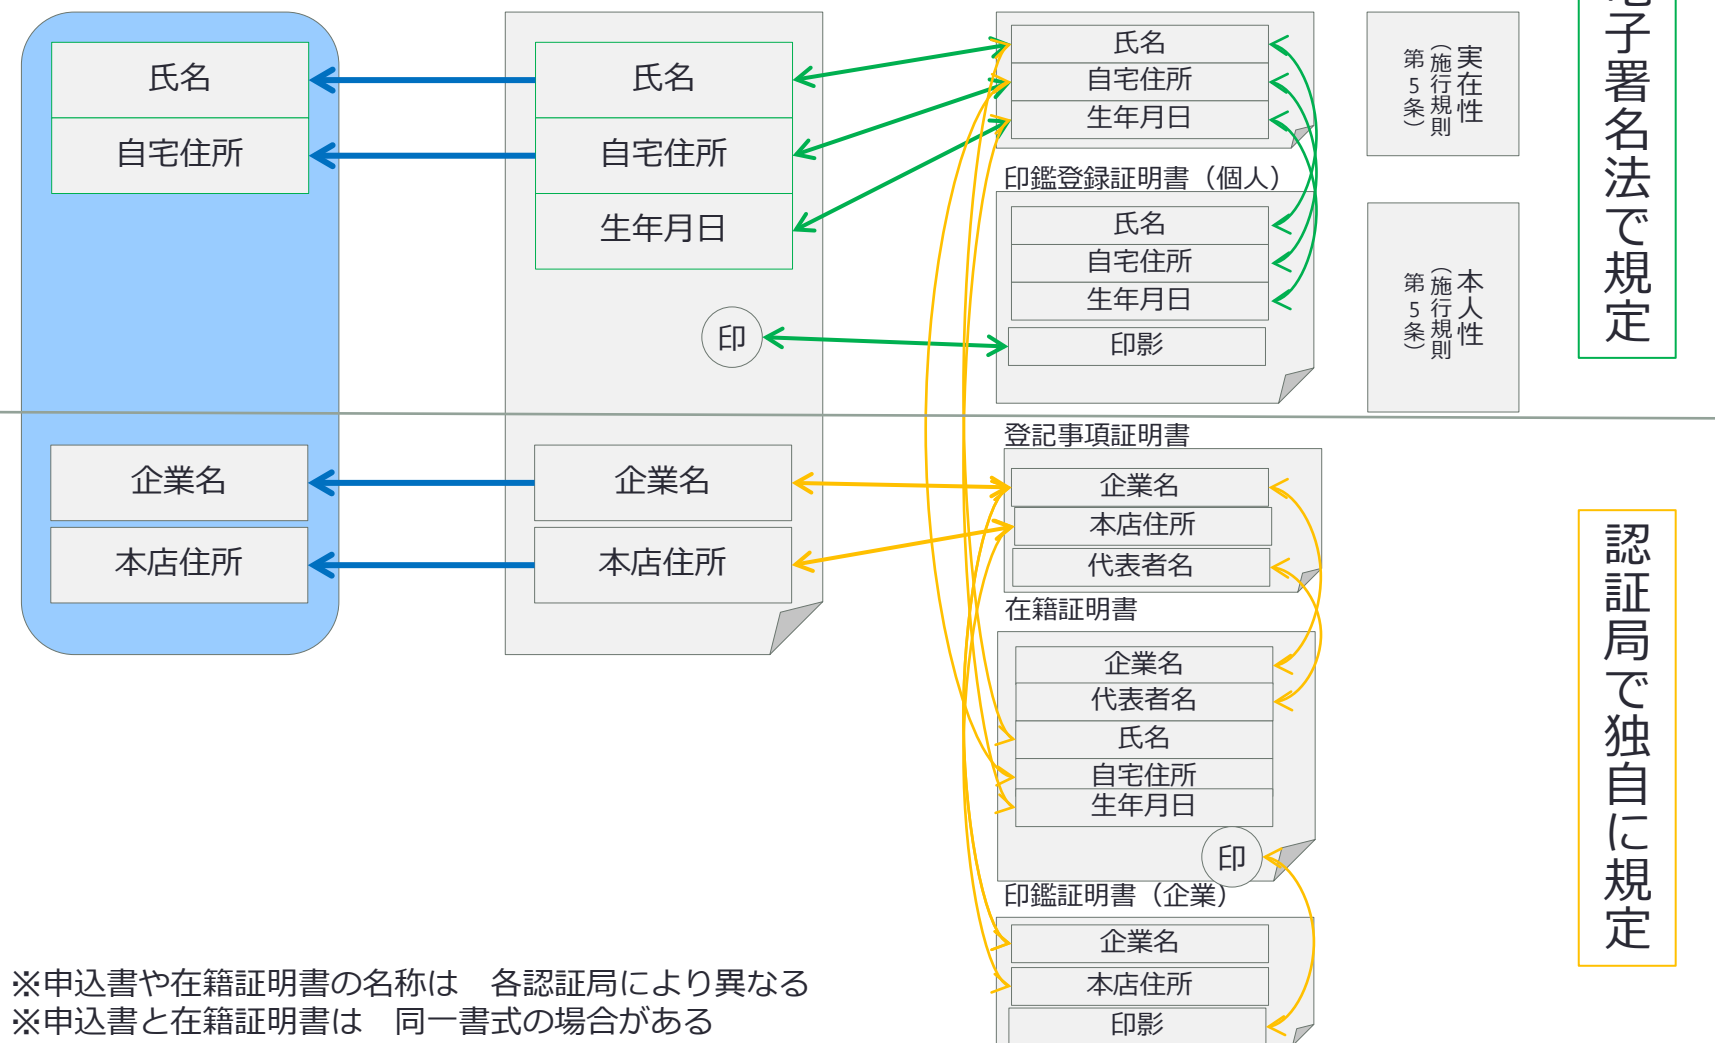 氏名
自宅住所
企業名
本店住所
氏名
自宅住所
生年月日
印
企業名
本店住所
氏名
自宅住所
生年月日
印鑑登録証明書（個人）
氏名
自宅住所
生年月日
印影
登記事項証明書
企業名
本店住所
代表者名
在籍証明書
企業名
代表者名
氏名
自宅住所
生年月日
印
印鑑証明書（企業）
企業名
本店住所
印影
実在性
（施行規則
第5条）
本人性
（施行規則
第5条）
子署名法で規定
認証局で独自に規定
※申込書や在籍証明書の名称は　各認証局により異なる
※申込書と在籍証明書は　同一書式の場合がある